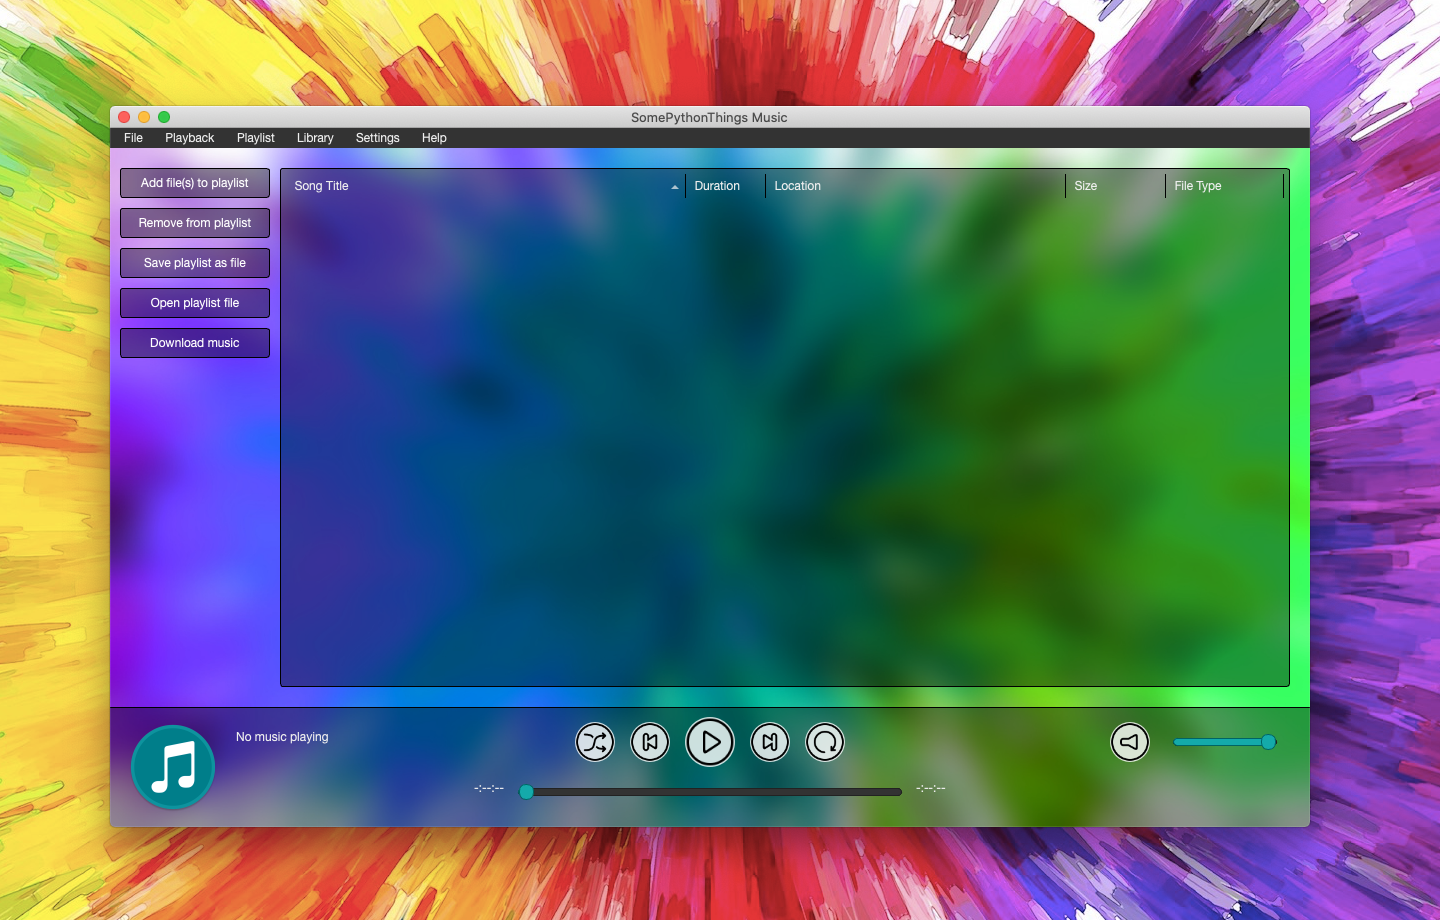 SomePythonThings Music
File Playback Playlist Library Settings Help
Add file(s) to playlist
Remove from playlist
Save playlist as file
Open playlist file
Download music
Song Title Duration Location Size File Type
No music playing
-:--:-- -:--:--